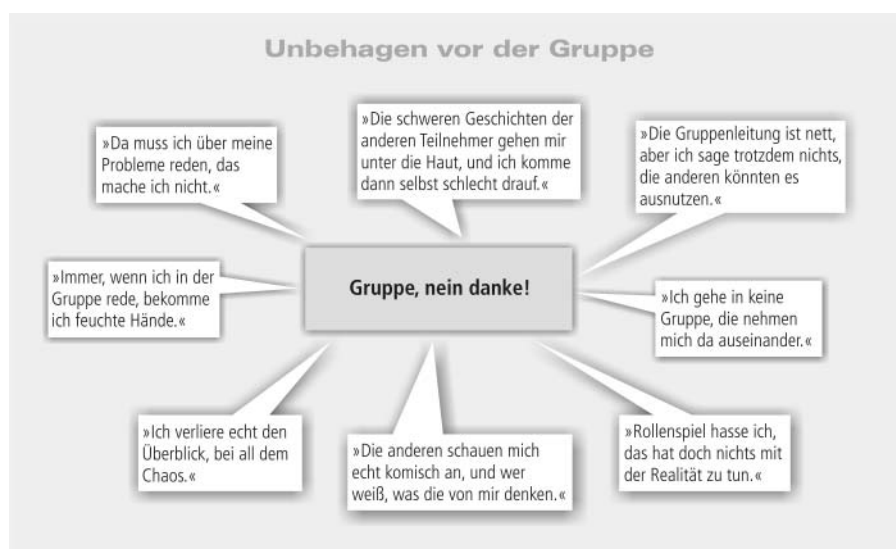 Unbehagen vor der Gruppe
»Da muss ich über meine
Probleme reden, das
mache ich nicht.«
»Die schweren Geschichten der
anderen Teilnehmer gehen mir
unter die Haut, und ich komme
dann selbst schlecht drauf.«
»Die Gruppenleitung ist nett,
aber ich sage trotzdem nichts,
die anderen könnten es
ausnutzen.«
»Immer, wenn ich in der
Gruppe rede, bekomme
ich feuchte Hände.«
Gruppe, nein danke!
»Ich gehe in keine
Gruppe, die nehmen
mich da auseinander.«
»Ich verliere echt den
Überblick, bei all dem
Chaos.«
»Die anderen schauen mich
echt komisch an, und wer
weiß, was die von mir denken.«
»Rollenspiel hasse ich,
das hat doch nichts mit
der Realität zu tun.«